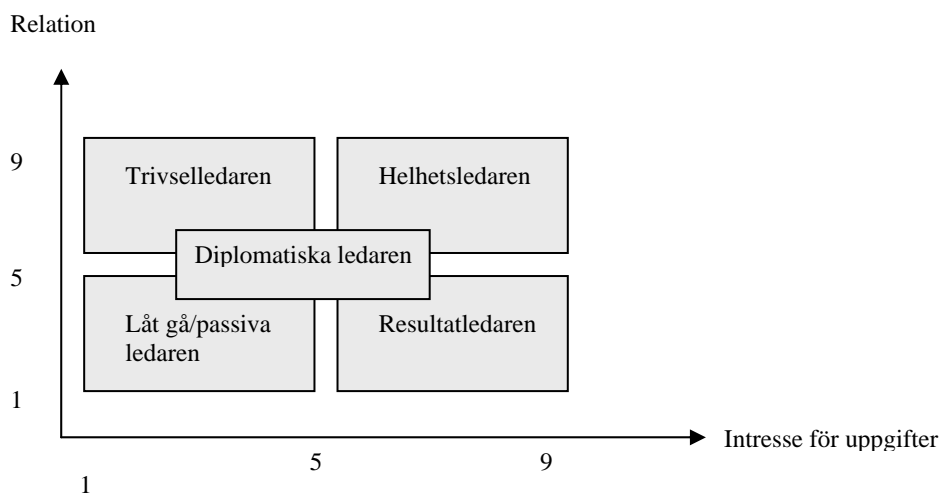 Relation
9
Trivselledaren
Helhetsledaren
Diplomatiska ledaren
5
Låt gå/passiva
ledaren
Resultatledaren
1
Intresse för uppgifter
5
9
1